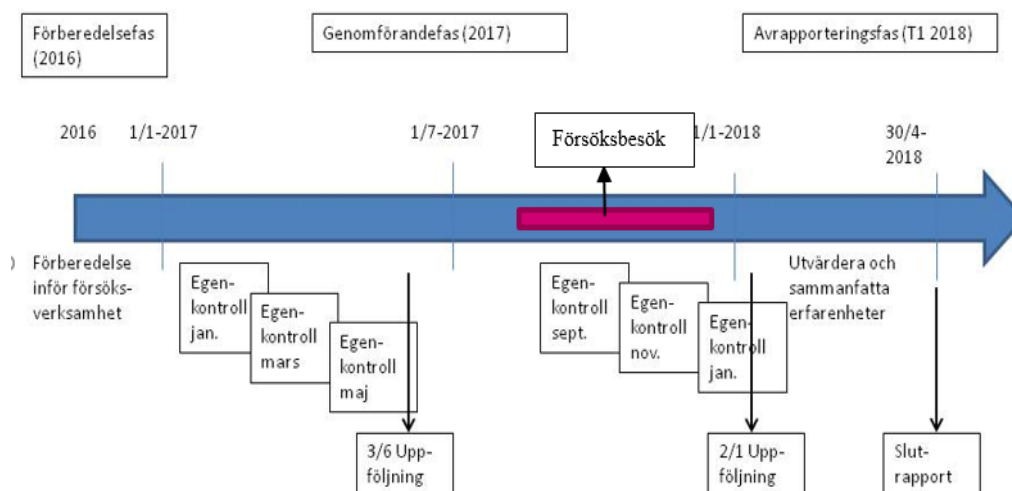 Förberedelsefas
(2016)
Genomförandefas (2017)
Avrapporteringsfas (T1 2018)
2016
1/1-2017
1/7-2017
Försöksbesök
1/1-2018
30/4-
2018
Förberedelse
inför försöks-
verksamhet
Egen-
kontroll
jan.
Egen-
kontroll
mars
Egen-
kontroll
maj
Egen-
kontroll
sept.
Egen-
kontroll
nov.
Egen-
kontroll
jan.
Utvärdera och
sammanfatta
erfarenheter
3/6 Upp-
följning
2/1 Upp-
följning
Slut-
rapport